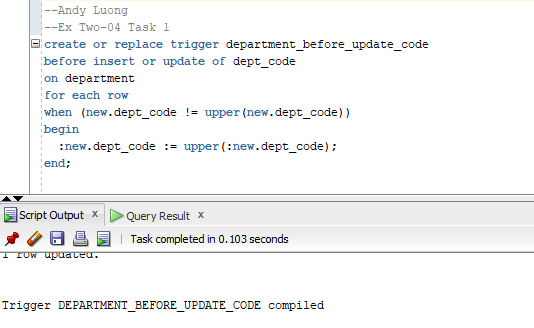 --Andy Luong
--Ex Two-04 Task 1
create or replace trigger department_before_update_code
before insert or update of dept_code
on department
for each row
when (new.dept_code != upper(new.dept_code))
begin
  :new.dept_code := upper(:new.dept_code);
end;
Script Output x Query Result x
Task completed in 0.103 seconds
1 row updated.
Trigger DEPARTMENT_BEFORE_UPDATE_CODE compiled